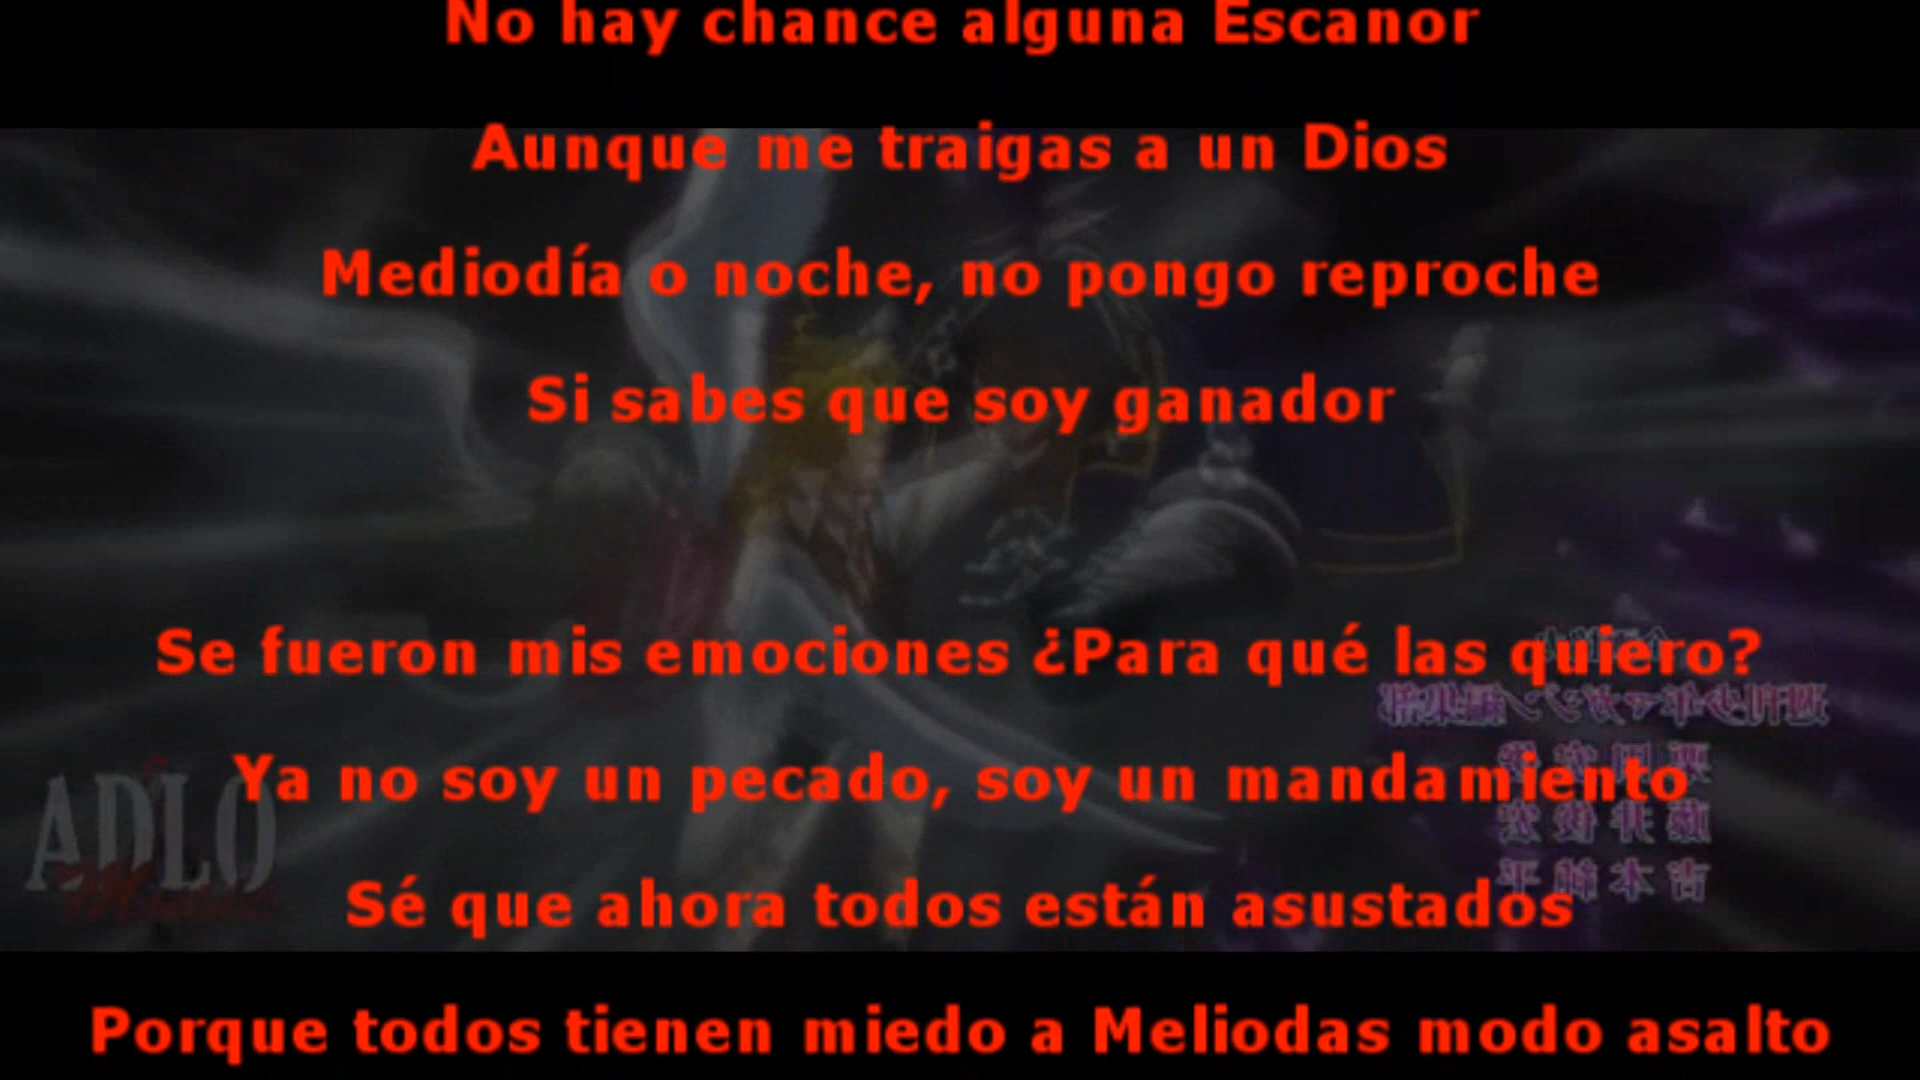 No hay chance alguna Escanor
Aunque me traigas a un Dios
Mediodía o noche, no pongo reproche
Si sabes que soy ganador
Se fueron mis emociones ¿Para qué las quiero?
Ya no soy un pecado, soy un mandamiento
Sé que ahora todos están asustados
Porque todos tienen miedo a Meliodas modo asalto
ADLO